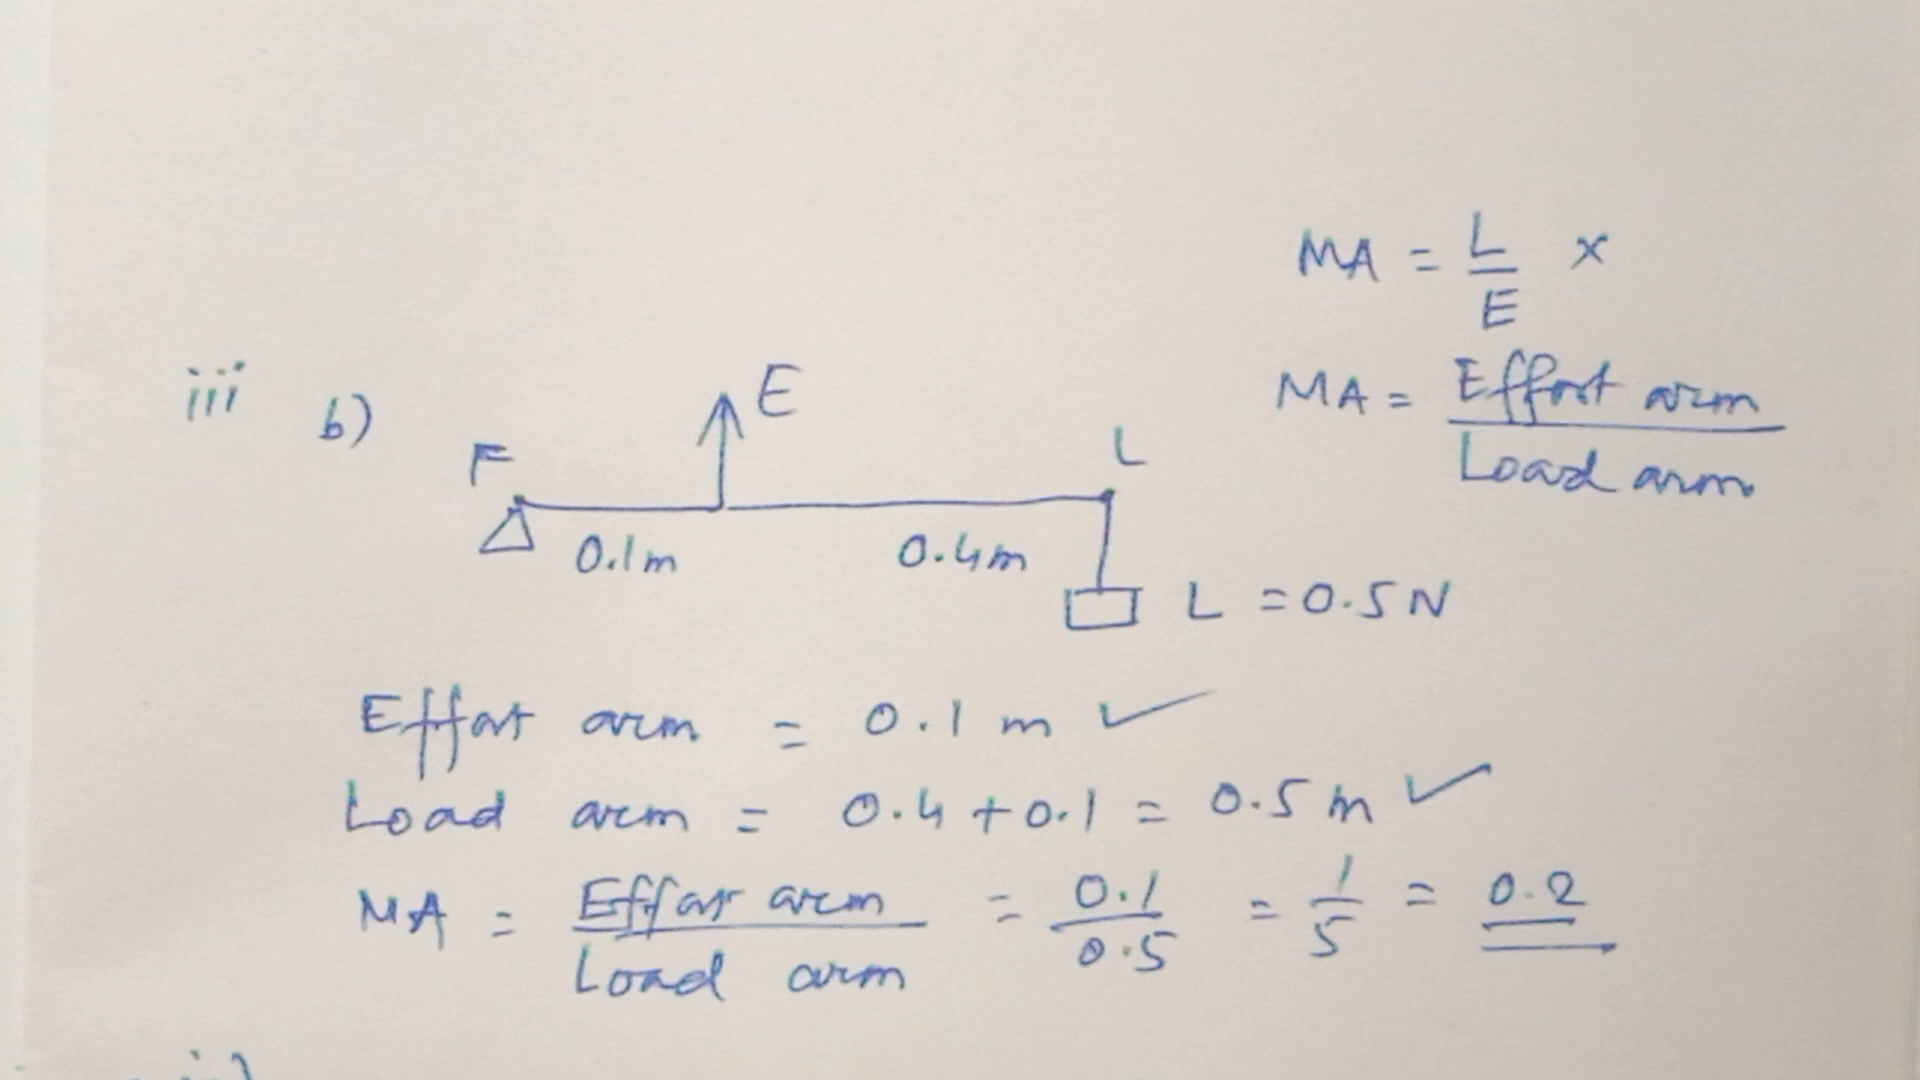 MA = L/E ×
iii b) E
MA = Effort arm / Load arm
F L
0.1m 0.4m
L = 0.5 N
Effort arm = 0.1 m ✓
Load arm = 0.4 + 0.1 = 0.5 m ✓
MA = Effort arm / Load arm = 0.1/0.5 = 1/5 = 0.2